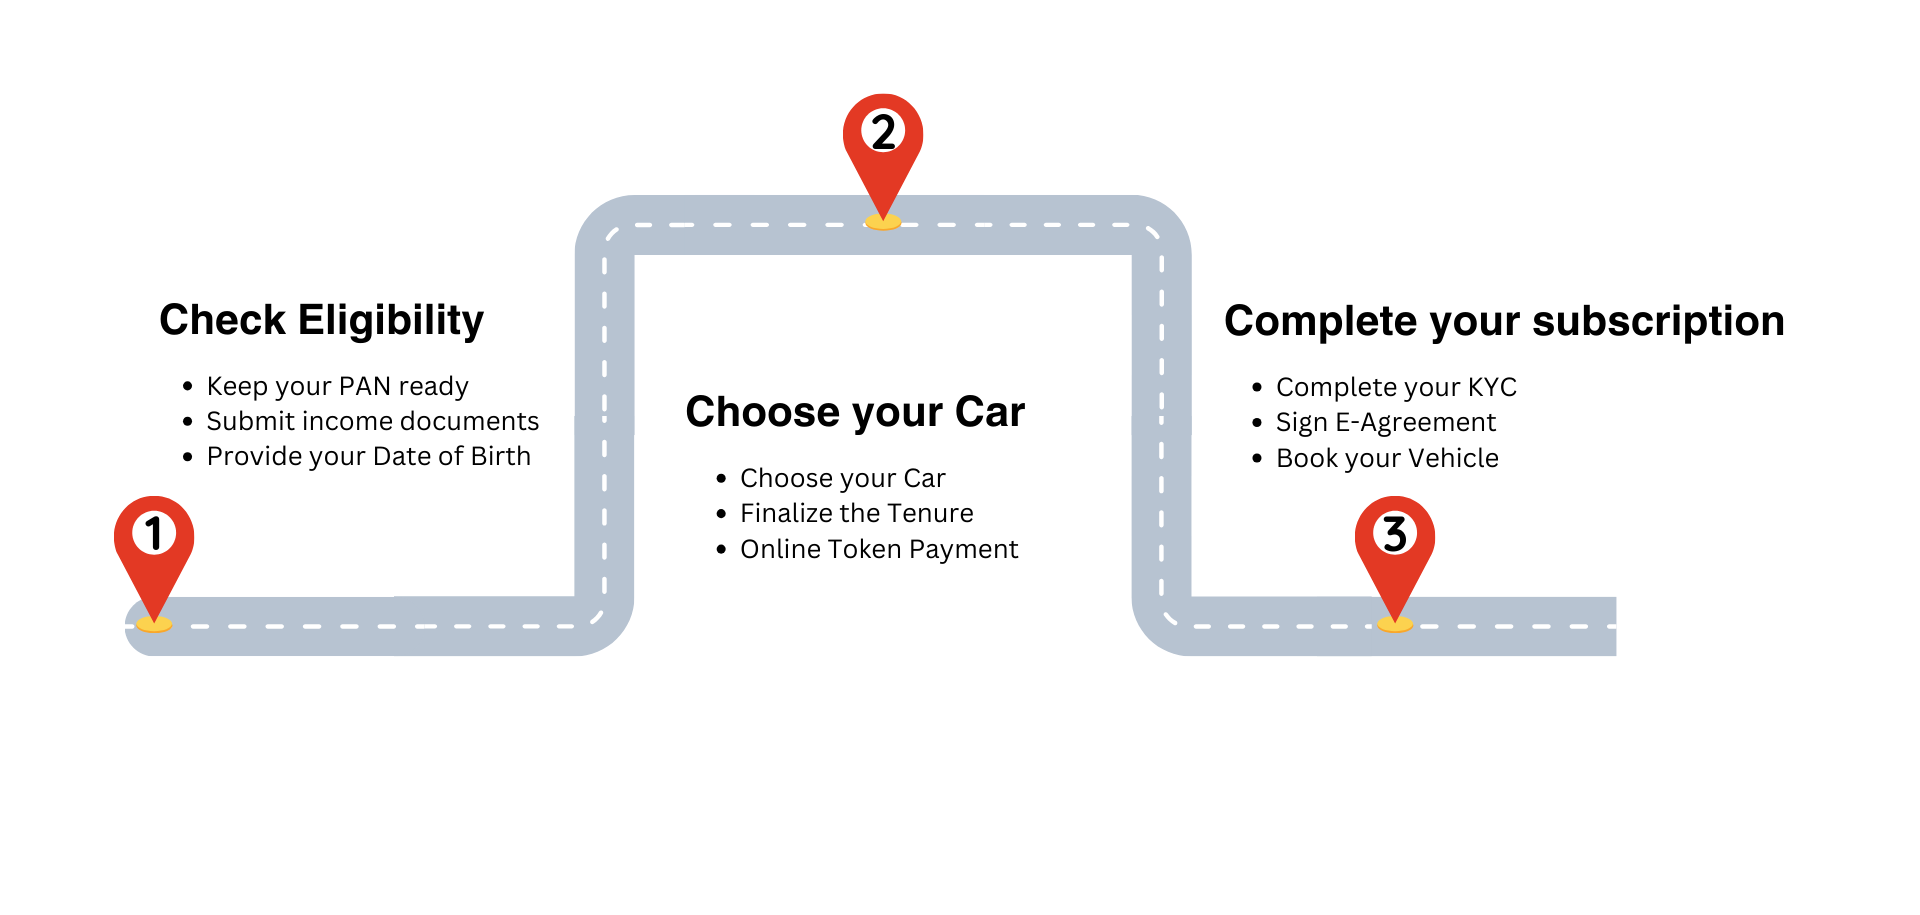 1
Check Eligibility
Keep your PAN ready
Submit income documents
Provide your Date of Birth
2
Choose your Car
Choose your Car
Finalize the Tenure
Online Token Payment
3
Complete your subscription
Complete your KYC
Sign E-Agreement
Book your Vehicle